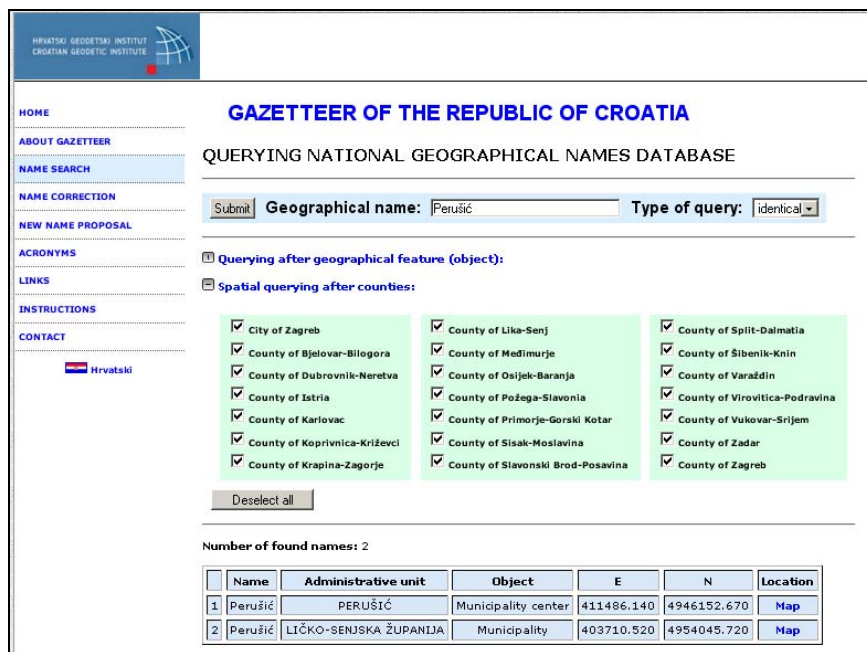 HRVATSKI GEODETSKI INSTITUT
CROATIAN GEODETIC INSTITUTE
HOME
ABOUT GAZETTEER
NAME SEARCH
NAME CORRECTION
NEW NAME PROPOSAL
ACRONYMS
LINKS
INSTRUCTIONS
CONTACT
Hrvatski
GAZETTEER OF THE REPUBLIC OF CROATIA
QUERYING NATIONAL GEOGRAPHICAL NAMES DATABASE
Submit Geographical name: Perušić Type of query: identical
Querying after geographical feature (object):
Spatial querying after counties:
City of Zagreb County of Lika-Senj County of Split-Dalmatia
County of Bjelovar-Bilogora County of Međimurje County of Šibenik-Knin
County of Dubrovnik-Neretva County of Osijek-Baranja County of Varaždin
County of Istria County of Požega-Slavonia County of Virovitica-Podravina
County of Karlovac County of Primorje-Gorski Kotar County of Vukovar-Srijem
County of Koprivnica-Križevci County of Sisak-Moslavina County of Zadar
County of Krapina-Zagorje County of Slavonski Brod-Posavina County of Zagreb
Deselect all
Number of found names: 2
Name Administrative unit Object E N Location
1 Perušić PERUŠIĆ Municipality center 411486.140 4946152.670 Map
2 Perušić LIČKO-SENJSKA ŽUPANIJA Municipality 403710.520 4954045.720 Map